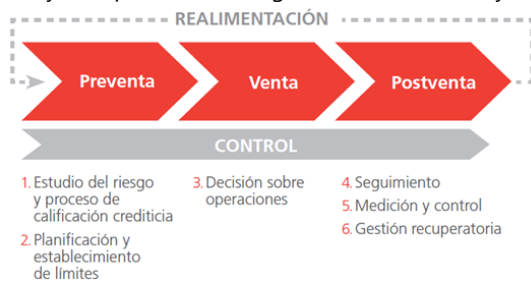 REALIMENTACIÓN
Preventa
Venta
Postventa
CONTROL
1. Estudio del riesgo
y proceso de
calificación crediticia
2. Planificación y
establecimiento
de límites
3. Decisión sobre
operaciones
4. Seguimiento
5. Medición y control
6. Gestión recuperatoria